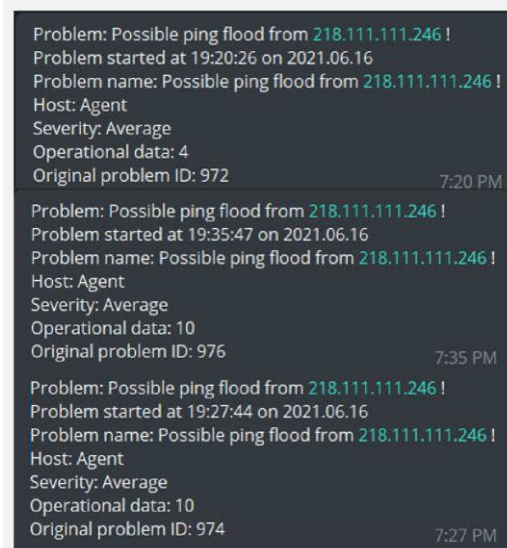 Problem: Possible ping flood from 218.111.111.246 !
Problem started at 19:20:26 on 2021.06.16
Problem name: Possible ping flood from 218.111.111.246 !
Host: Agent
Severity: Average
Operational data: 4
Original problem ID: 972
7:20 PM
Problem: Possible ping flood from 218.111.111.246 !
Problem started at 19:35:47 on 2021.06.16
Problem name: Possible ping flood from 218.111.111.246 !
Host: Agent
Severity: Average
Operational data: 10
Original problem ID: 976
7:35 PM
Problem: Possible ping flood from 218.111.111.246 !
Problem started at 19:27:44 on 2021.06.16
Problem name: Possible ping flood from 218.111.111.246 !
Host: Agent
Severity: Average
Operational data: 10
Original problem ID: 974
7:27 PM